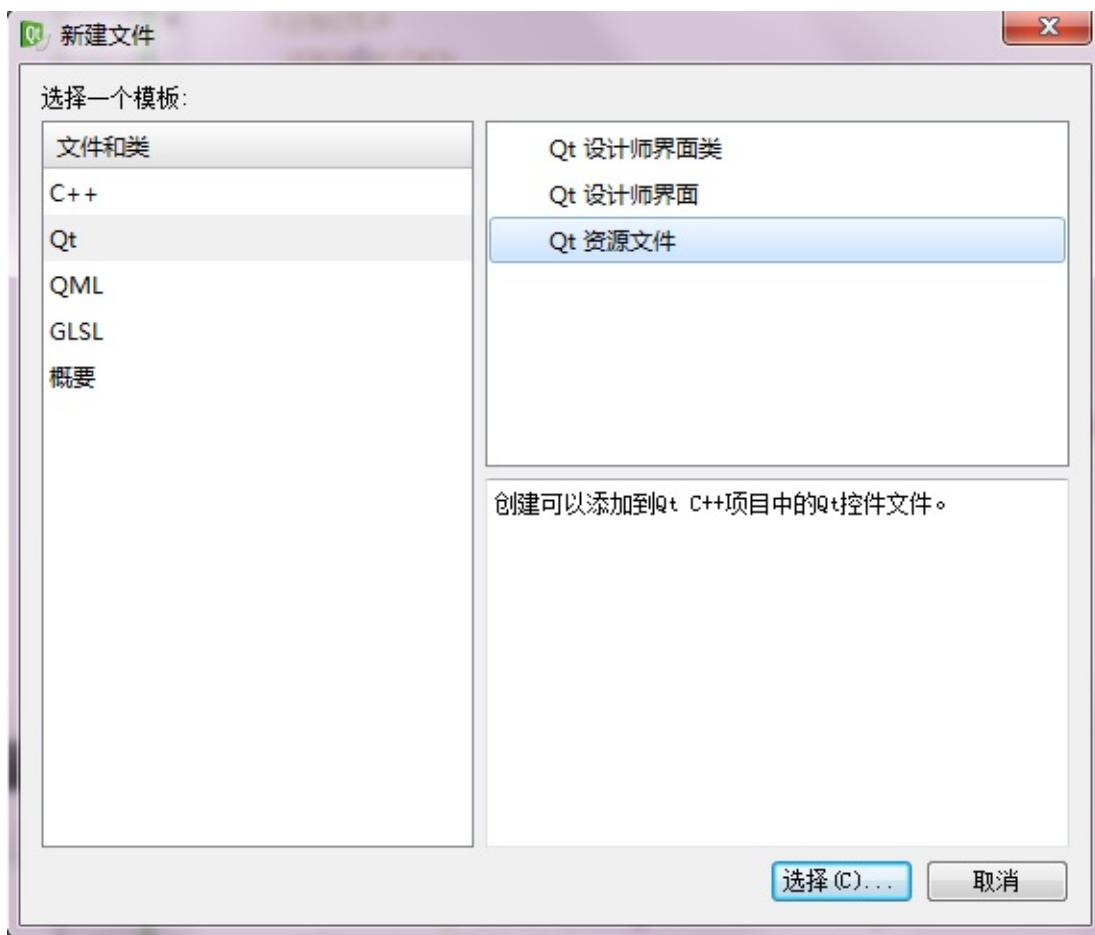 新建文件
选择一个模板:
文件和类
C++
Qt
QML
GLSL
概要
Qt 设计师界面类
Qt 设计师界面
Qt 资源文件
创建可以添加到Qt C++项目中的Qt控件文件。
选择(C)...
取消